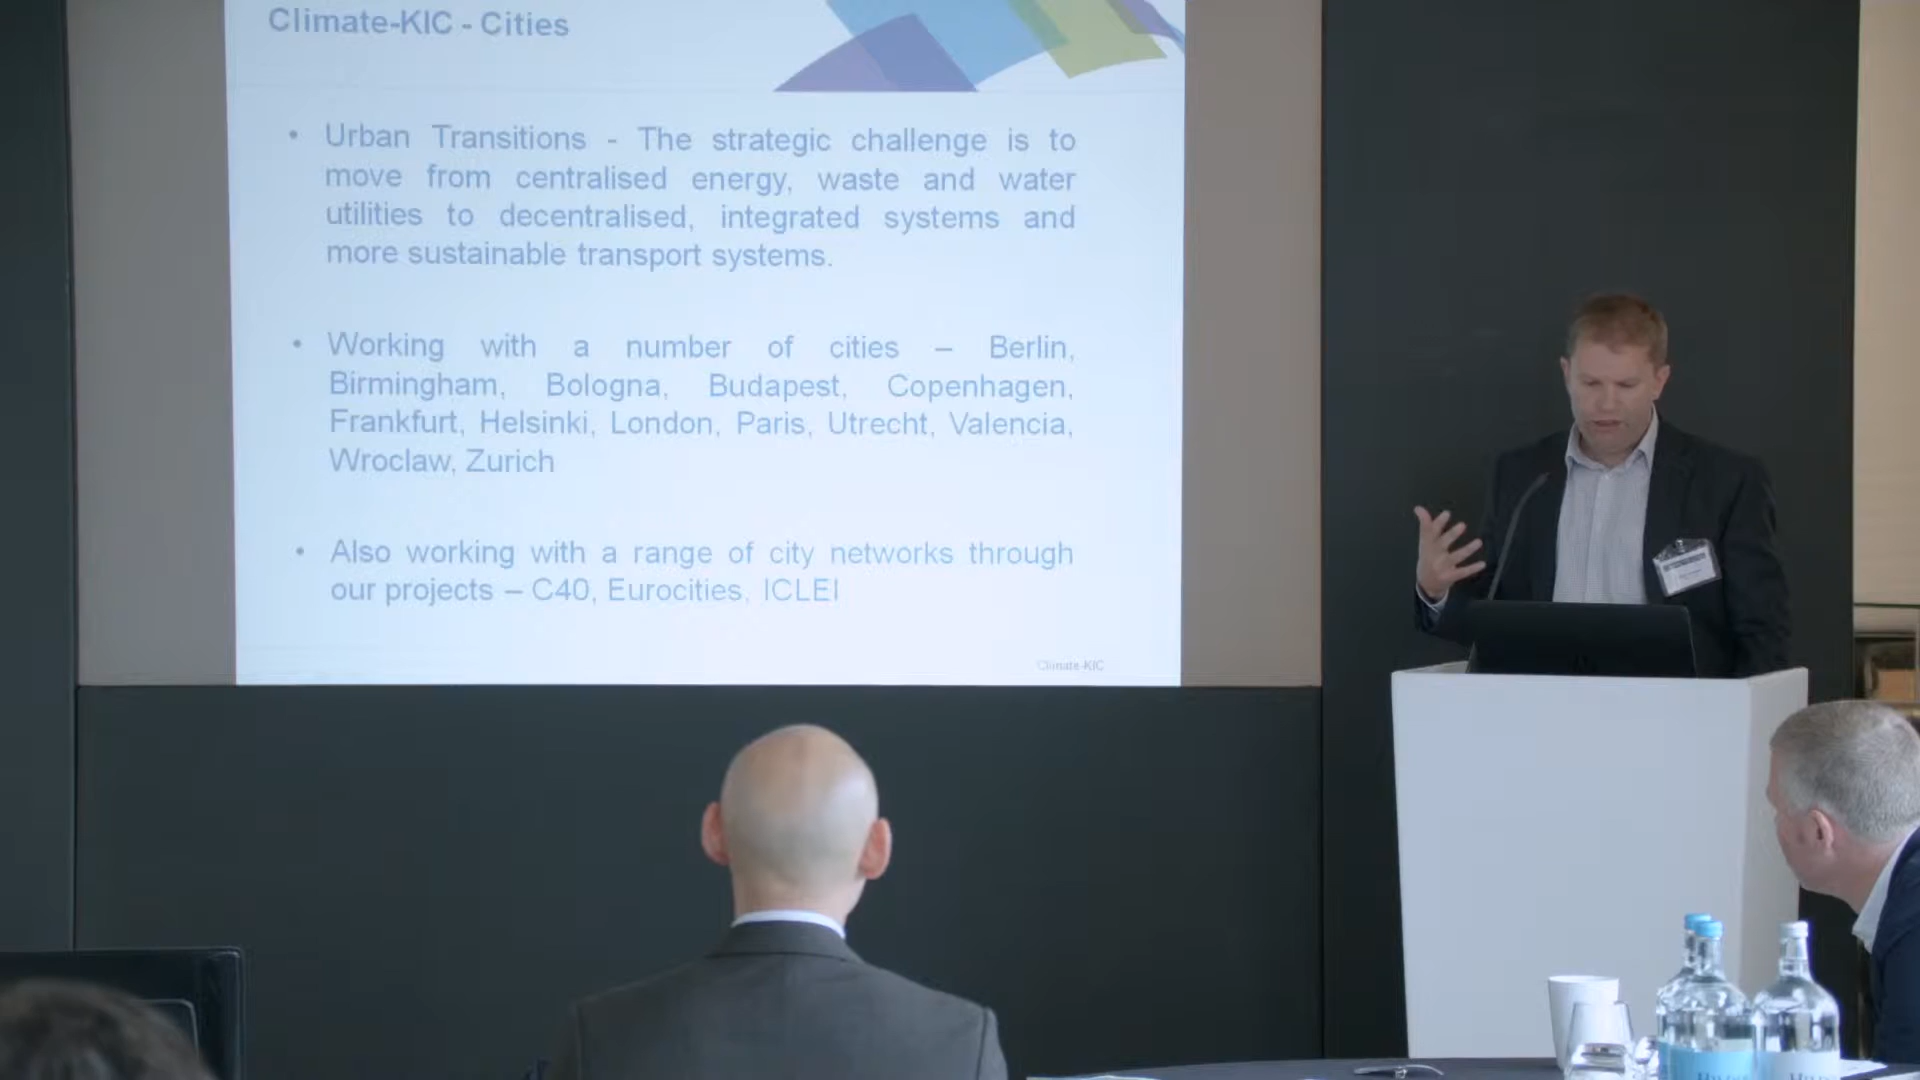 Climate-KIC - Cities
• Urban Transitions - The strategic challenge is to
move from centralised energy, waste and water
utilities to decentralised, integrated systems and
more sustainable transport systems.
• Working with a number of cities – Berlin,
Birmingham, Bologna, Budapest, Copenhagen,
Frankfurt, Helsinki, London, Paris, Utrecht, Valencia,
Wroclaw, Zurich
• Also working with a range of city networks through
our projects – C40, Eurocities, ICLEI
Climate-KIC